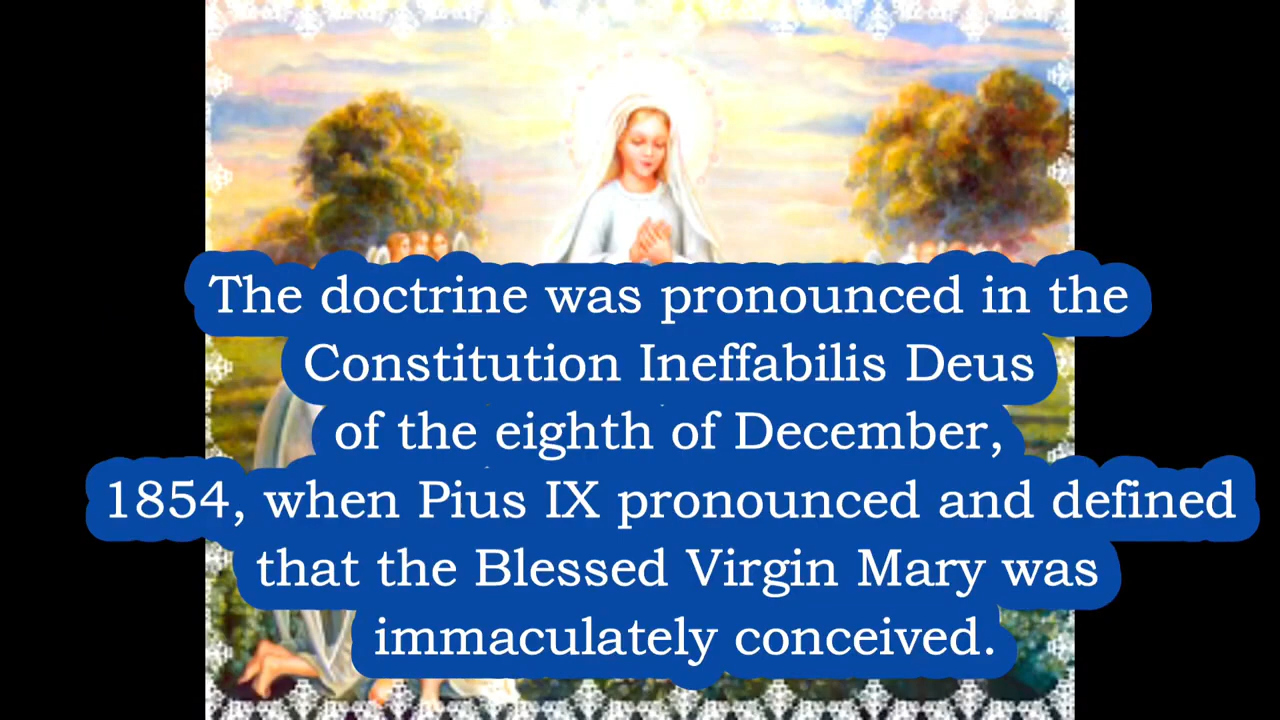 The doctrine was pronounced in the
Constitution Ineffabilis Deus
of the eighth of December,
1854, when Pius IX pronounced and defined
that the Blessed Virgin Mary was
immaculately conceived.